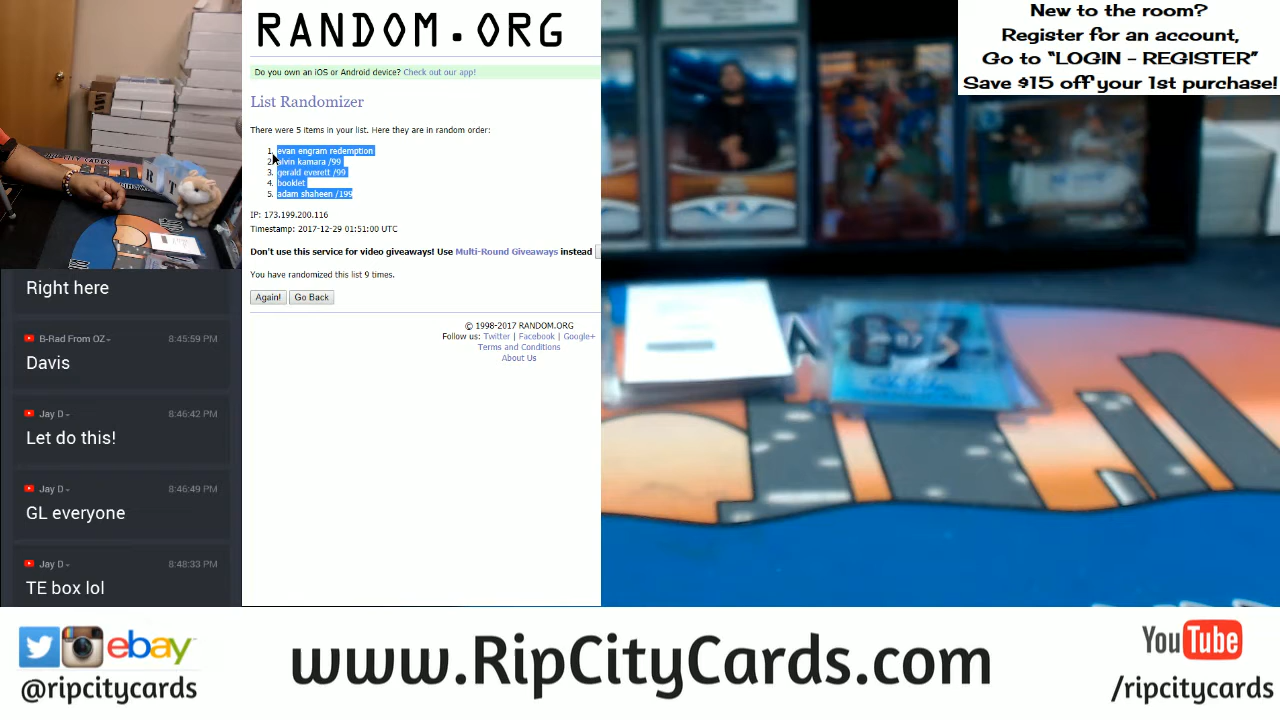 New to the room?
Register for an account,
Go to "LOGIN - REGISTER"
Save $15 off your 1st purchase!
RANDOM.ORG
Do you own an iOS or Android device? Check out our app!
List Randomizer
There were 5 items in your list. Here they are in random order:
1. evan engram redemption
2. alvin kamara /99
3. gerald everett /99
4. booklet
5. adam shaheen /199
IP: 173.199.200.116
Timestamp: 2017-12-29 01:51:00 UTC
Don't use this service for video giveaways! Use Multi-Round Giveaways instead
You have randomized this list 9 times.
Again! Go Back
© 1998-2017 RANDOM.ORG
Follow us: Twitter | Facebook | Google+
Terms and Conditions
About Us
Right here
B-Rad From OZ 8:45:59 PM
Davis
Jay D 8:46:42 PM
Let do this!
Jay D 8:46:49 PM
GL everyone
Jay D 8:48:33 PM
TE box lol
ebay
@ripcitycards
www.RipCityCards.com
YouTube
/ripcitycards